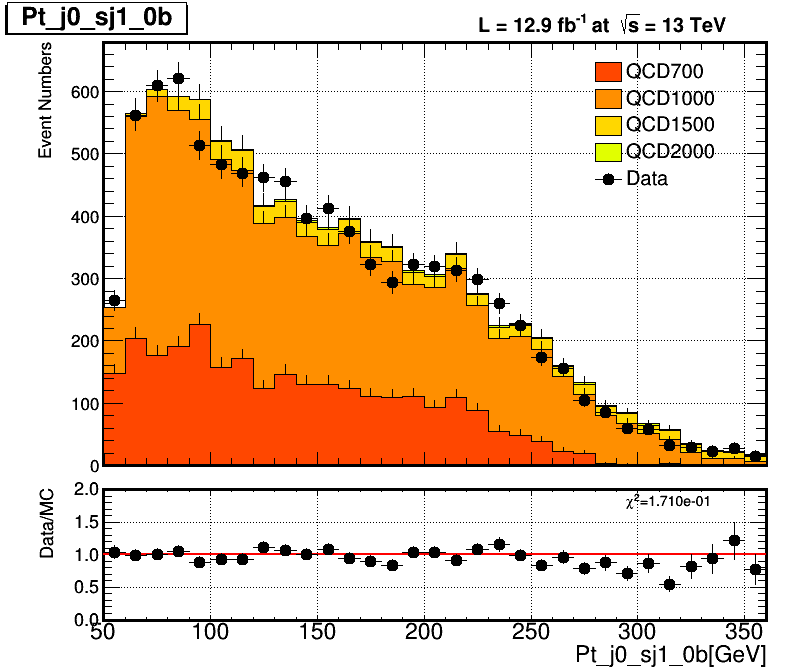 Pt_j0_sj1_0b
L = 12.9 fb⁻¹ at √s = 13 TeV
Event Numbers
600
500
400
300
200
100
0
QCD700
QCD1000
QCD1500
QCD2000
Data
Data/MC
2.0
1.5
1.0
0.5
0.0
χ²=1.710e-01
50 100 150 200 250 300 350
Pt_j0_sj1_0b[GeV]